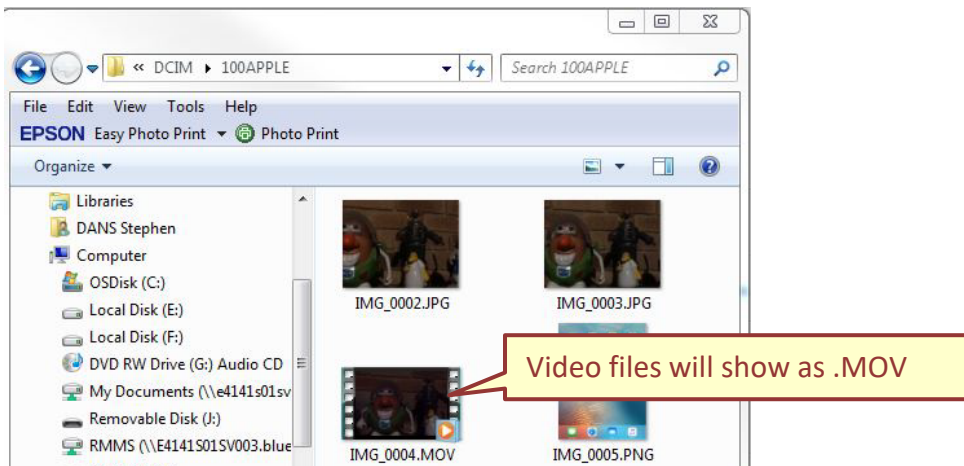 « DCIM ▸ 100APPLE
Search 100APPLE
File Edit View Tools Help
EPSON Easy Photo Print Photo Print
Organize
Libraries
DANS Stephen
Computer
OSDisk (C:)
Local Disk (E:)
Local Disk (F:)
DVD RW Drive (G:) Audio CD
My Documents (\\e4141s01sv
Removable Disk (J:)
RMMS (\\E4141S01SV003.blue
IMG_0002.JPG
IMG_0003.JPG
Video files will show as .MOV
IMG_0004.MOV
IMG_0005.PNG